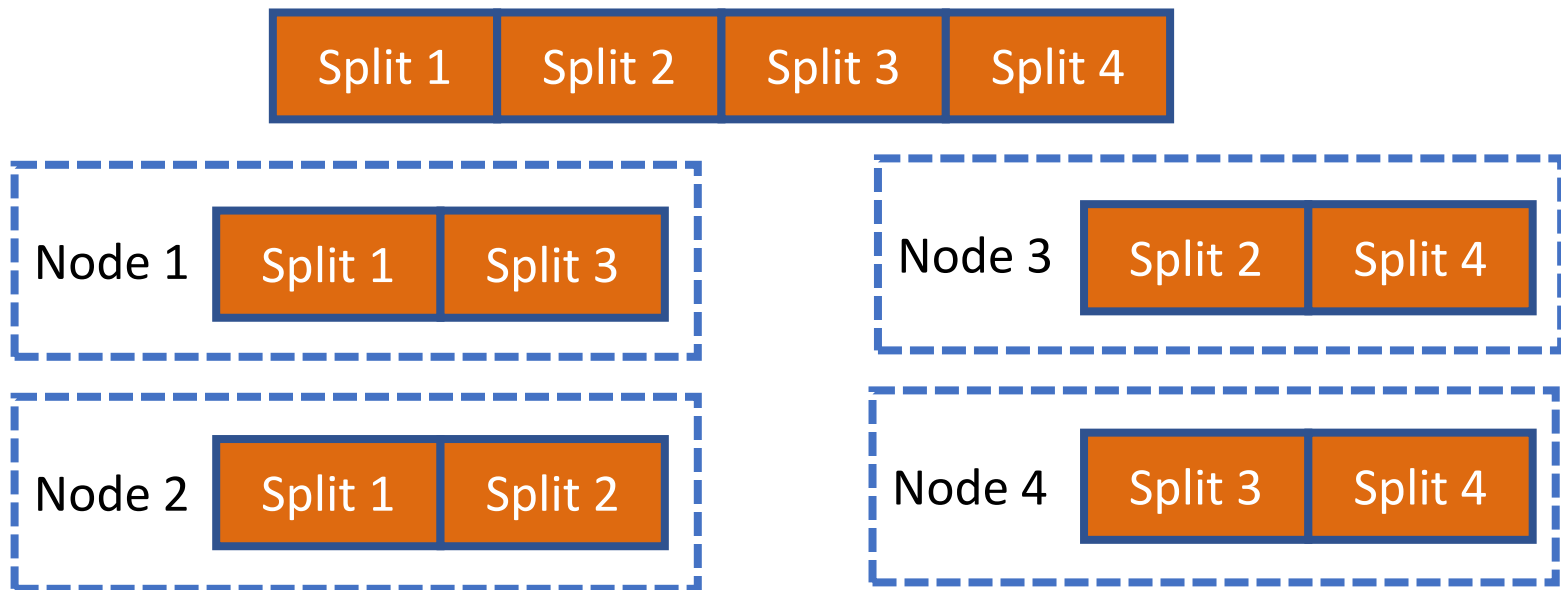 Split 1 Split 2 Split 3 Split 4
Node 1 Split 1 Split 3
Node 3 Split 2 Split 4
Node 2 Split 1 Split 2
Node 4 Split 3 Split 4